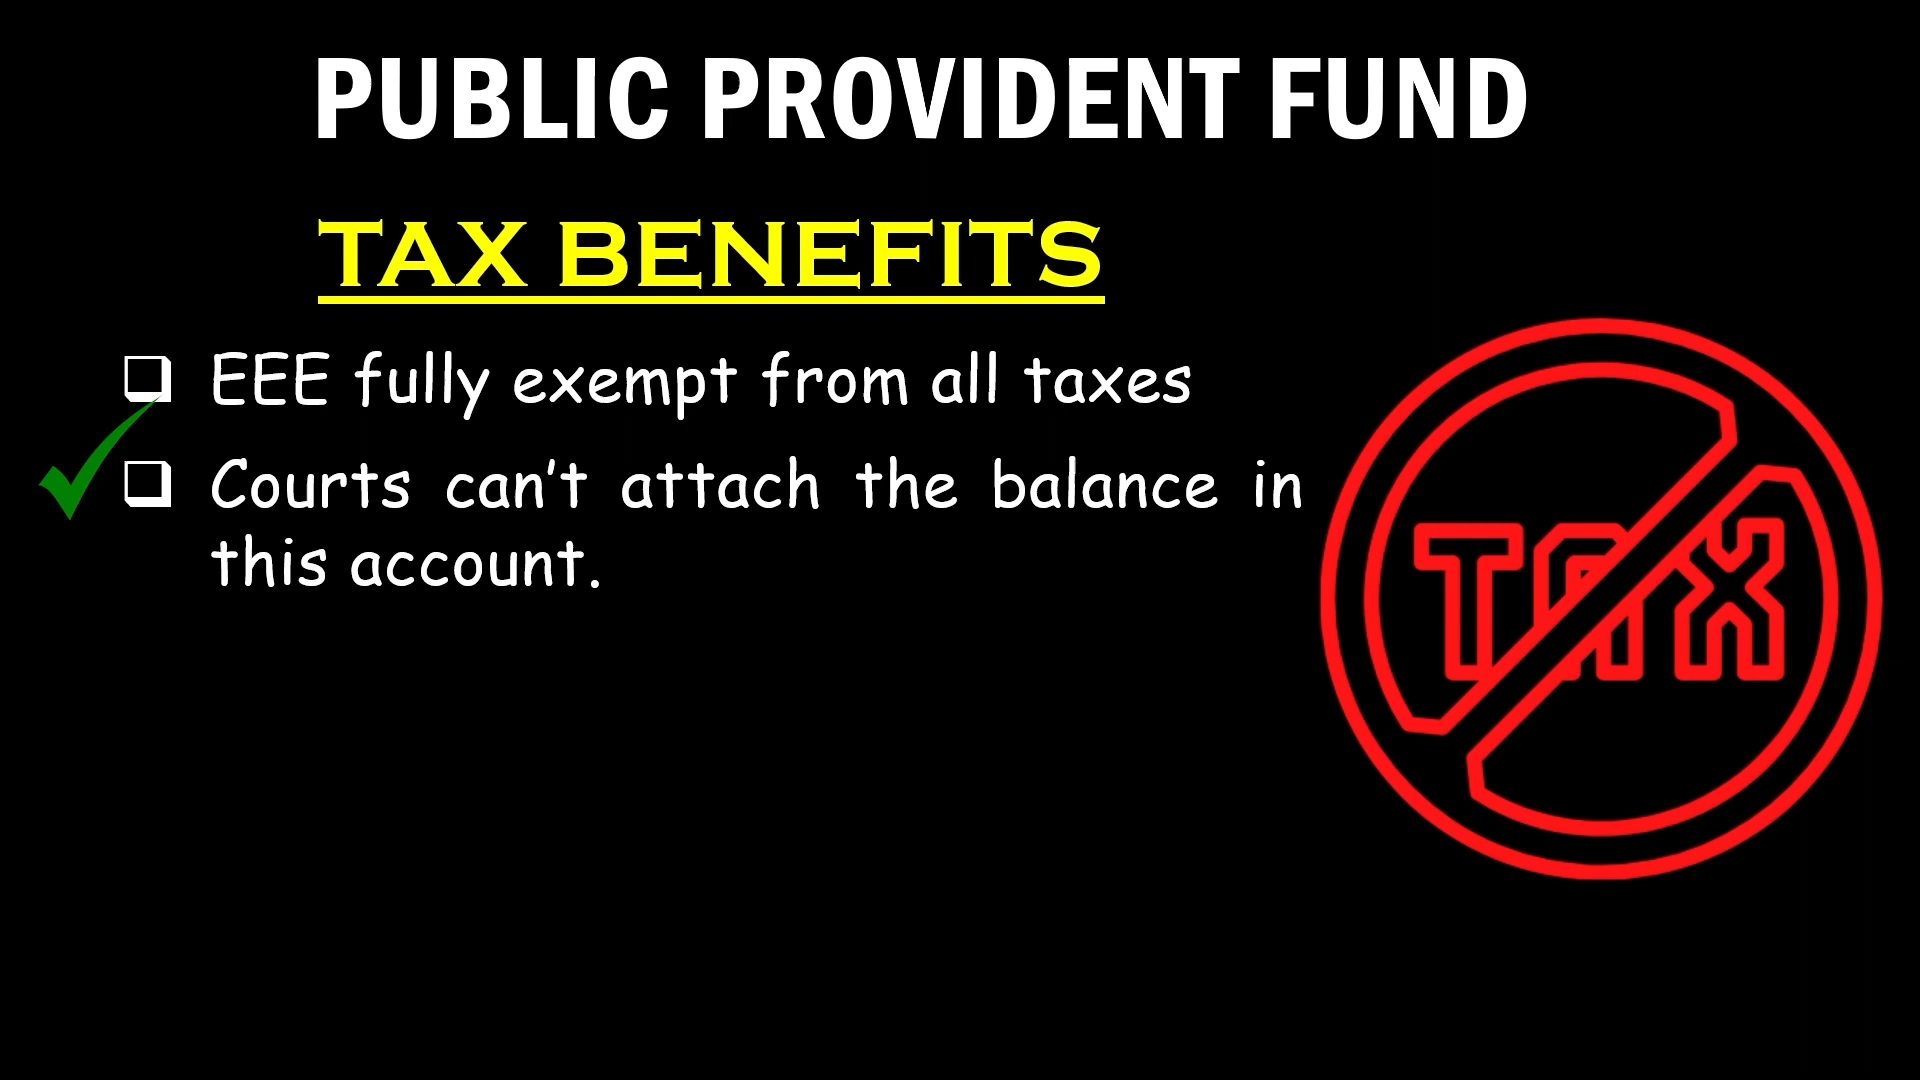 PUBLIC PROVIDENT FUND
TAX BENEFITS
EEE fully exempt from all taxes
Courts can't attach the balance in
this account.
TAX